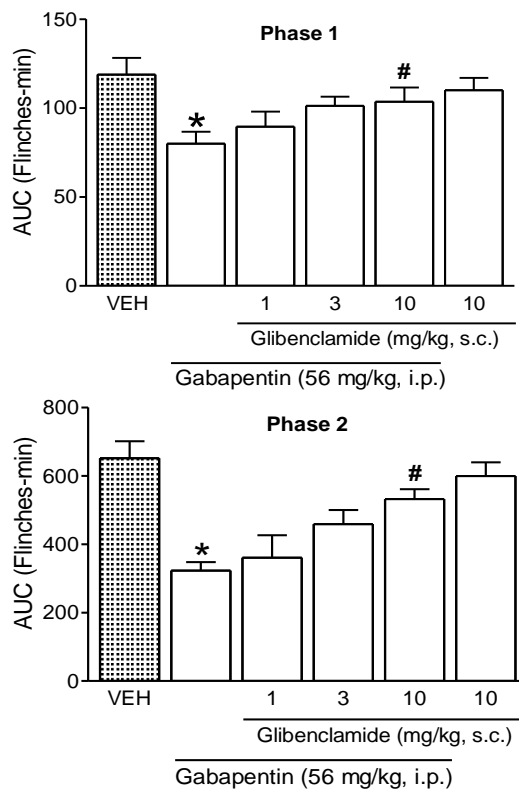 Phase 1
AUC (Flinches-min)
150
100
50
0
*
#
VEH
1 3 10 10
Glibenclamide (mg/kg, s.c.)
Gabapentin (56 mg/kg, i.p.)
Phase 2
AUC (Flinches-min)
800
600
400
200
0
*
#
VEH
1 3 10 10
Glibenclamide (mg/kg, s.c.)
Gabapentin (56 mg/kg, i.p.)